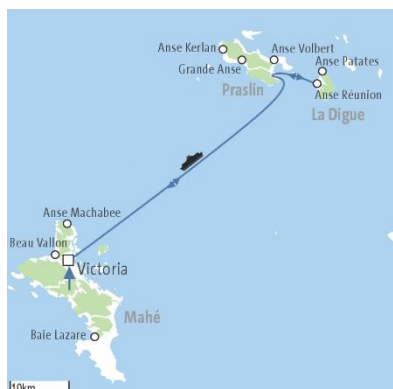 Anse Kerlan
Anse Volbert
Grande Anse
Anse Patates
Praslin
Anse Réunion
La Digue
Anse Machabee
Beau Vallon
Victoria
Mahé
Baie Lazare
10km